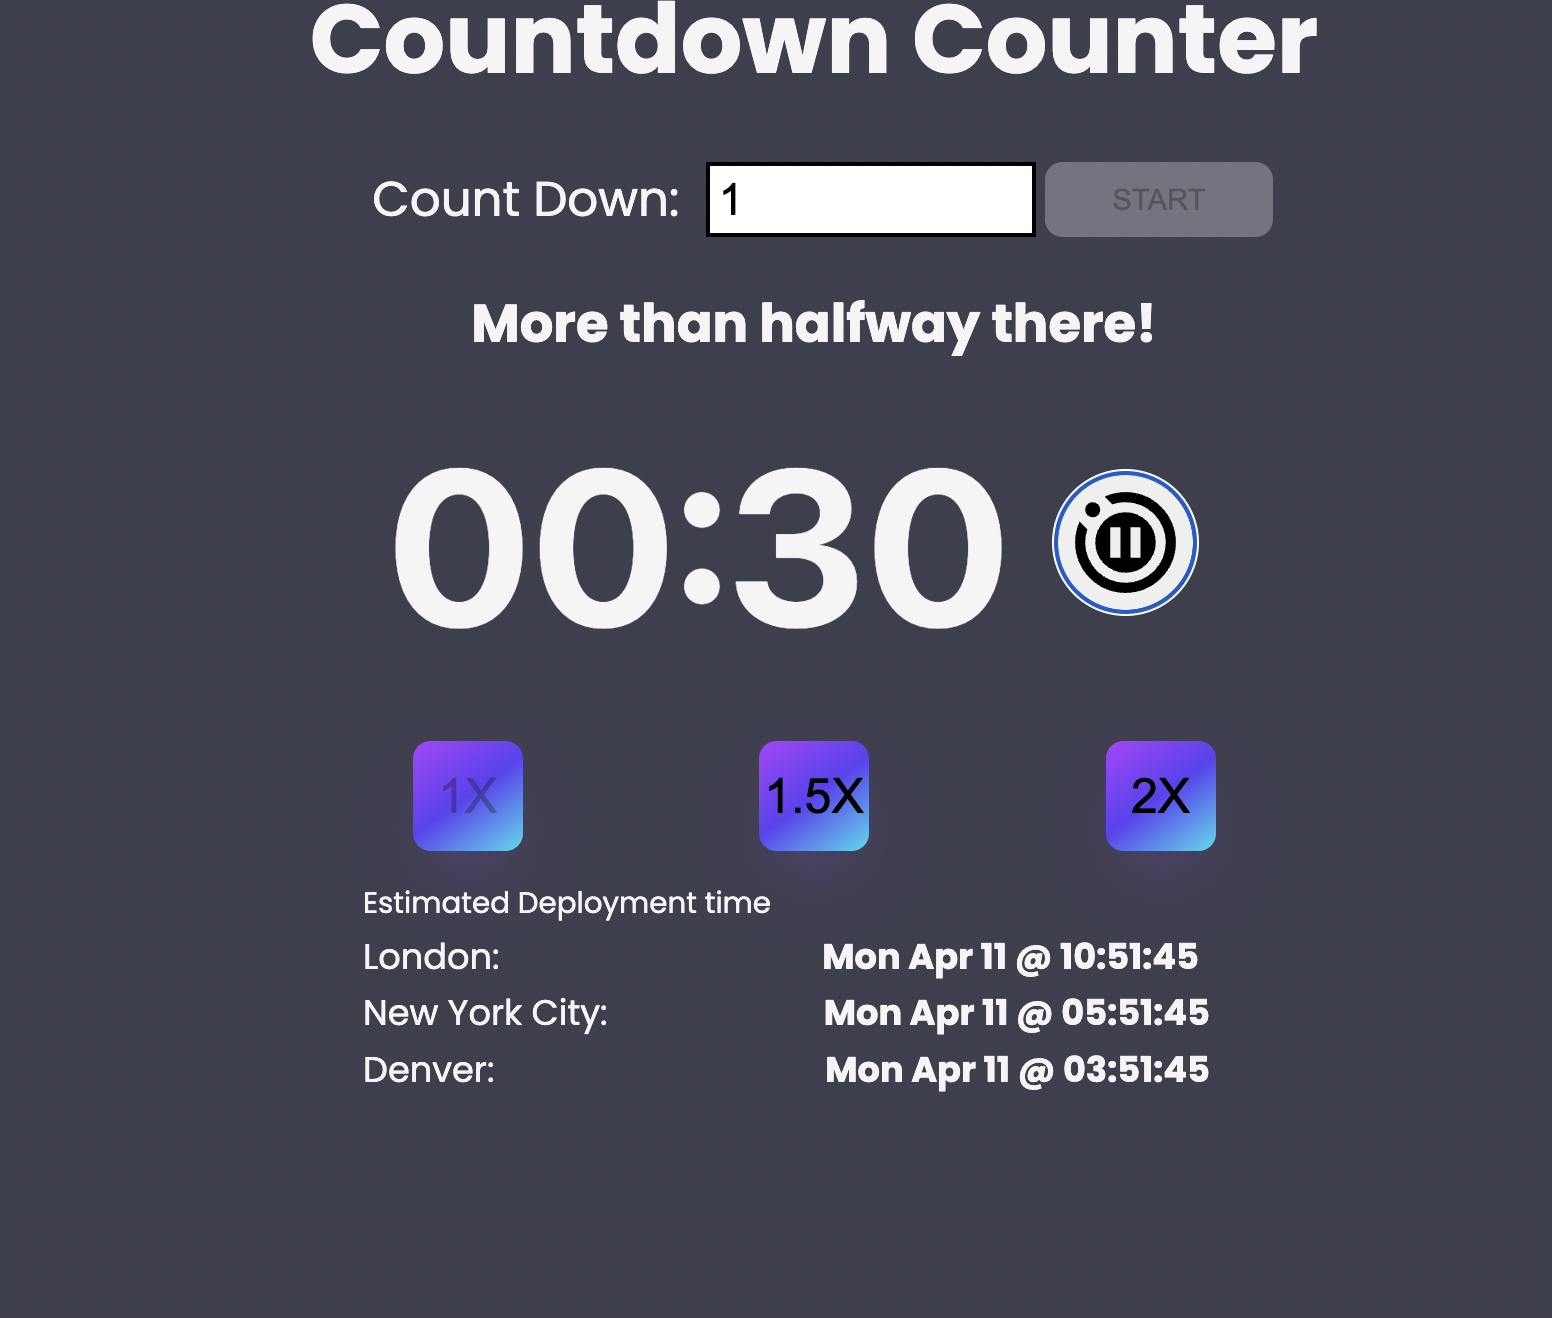 Countdown Counter
Count Down: 1 START
More than halfway there!
00:30
1X 1.5X 2X
Estimated Deployment time
London: Mon Apr 11 @ 10:51:45
New York City: Mon Apr 11 @ 05:51:45
Denver: Mon Apr 11 @ 03:51:45